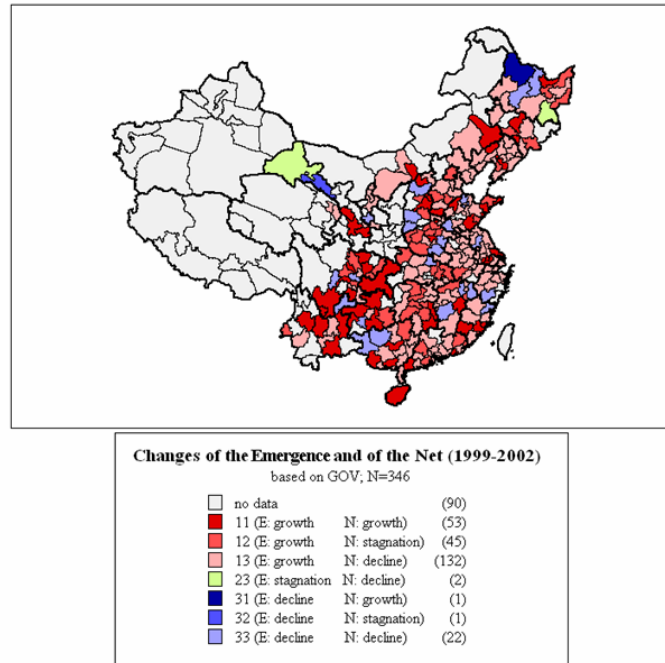 Changes of the Emergence and of the Net (1999-2002)
based on GOV; N=346
no data (90)
11 (E: growth N: growth) (53)
12 (E: growth N: stagnation) (45)
13 (E: growth N: decline) (132)
23 (E: stagnation N: decline) (2)
31 (E: decline N: growth) (1)
32 (E: decline N: stagnation) (1)
33 (E: decline N: decline) (22)